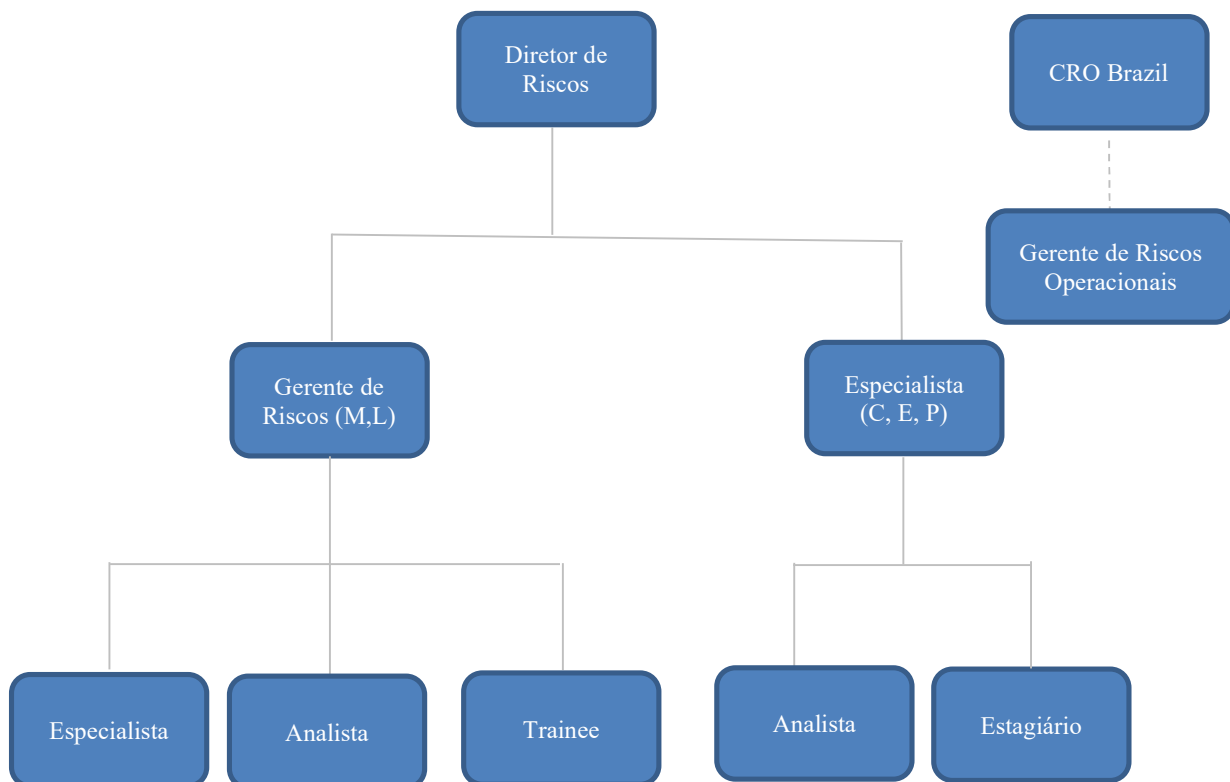 Diretor de
Riscos
CRO Brazil
Gerente de Riscos
Operacionais
Gerente de
Riscos (M,L)
Especialista
(C, E, P)
Especialista
Analista
Trainee
Analista
Estagiário